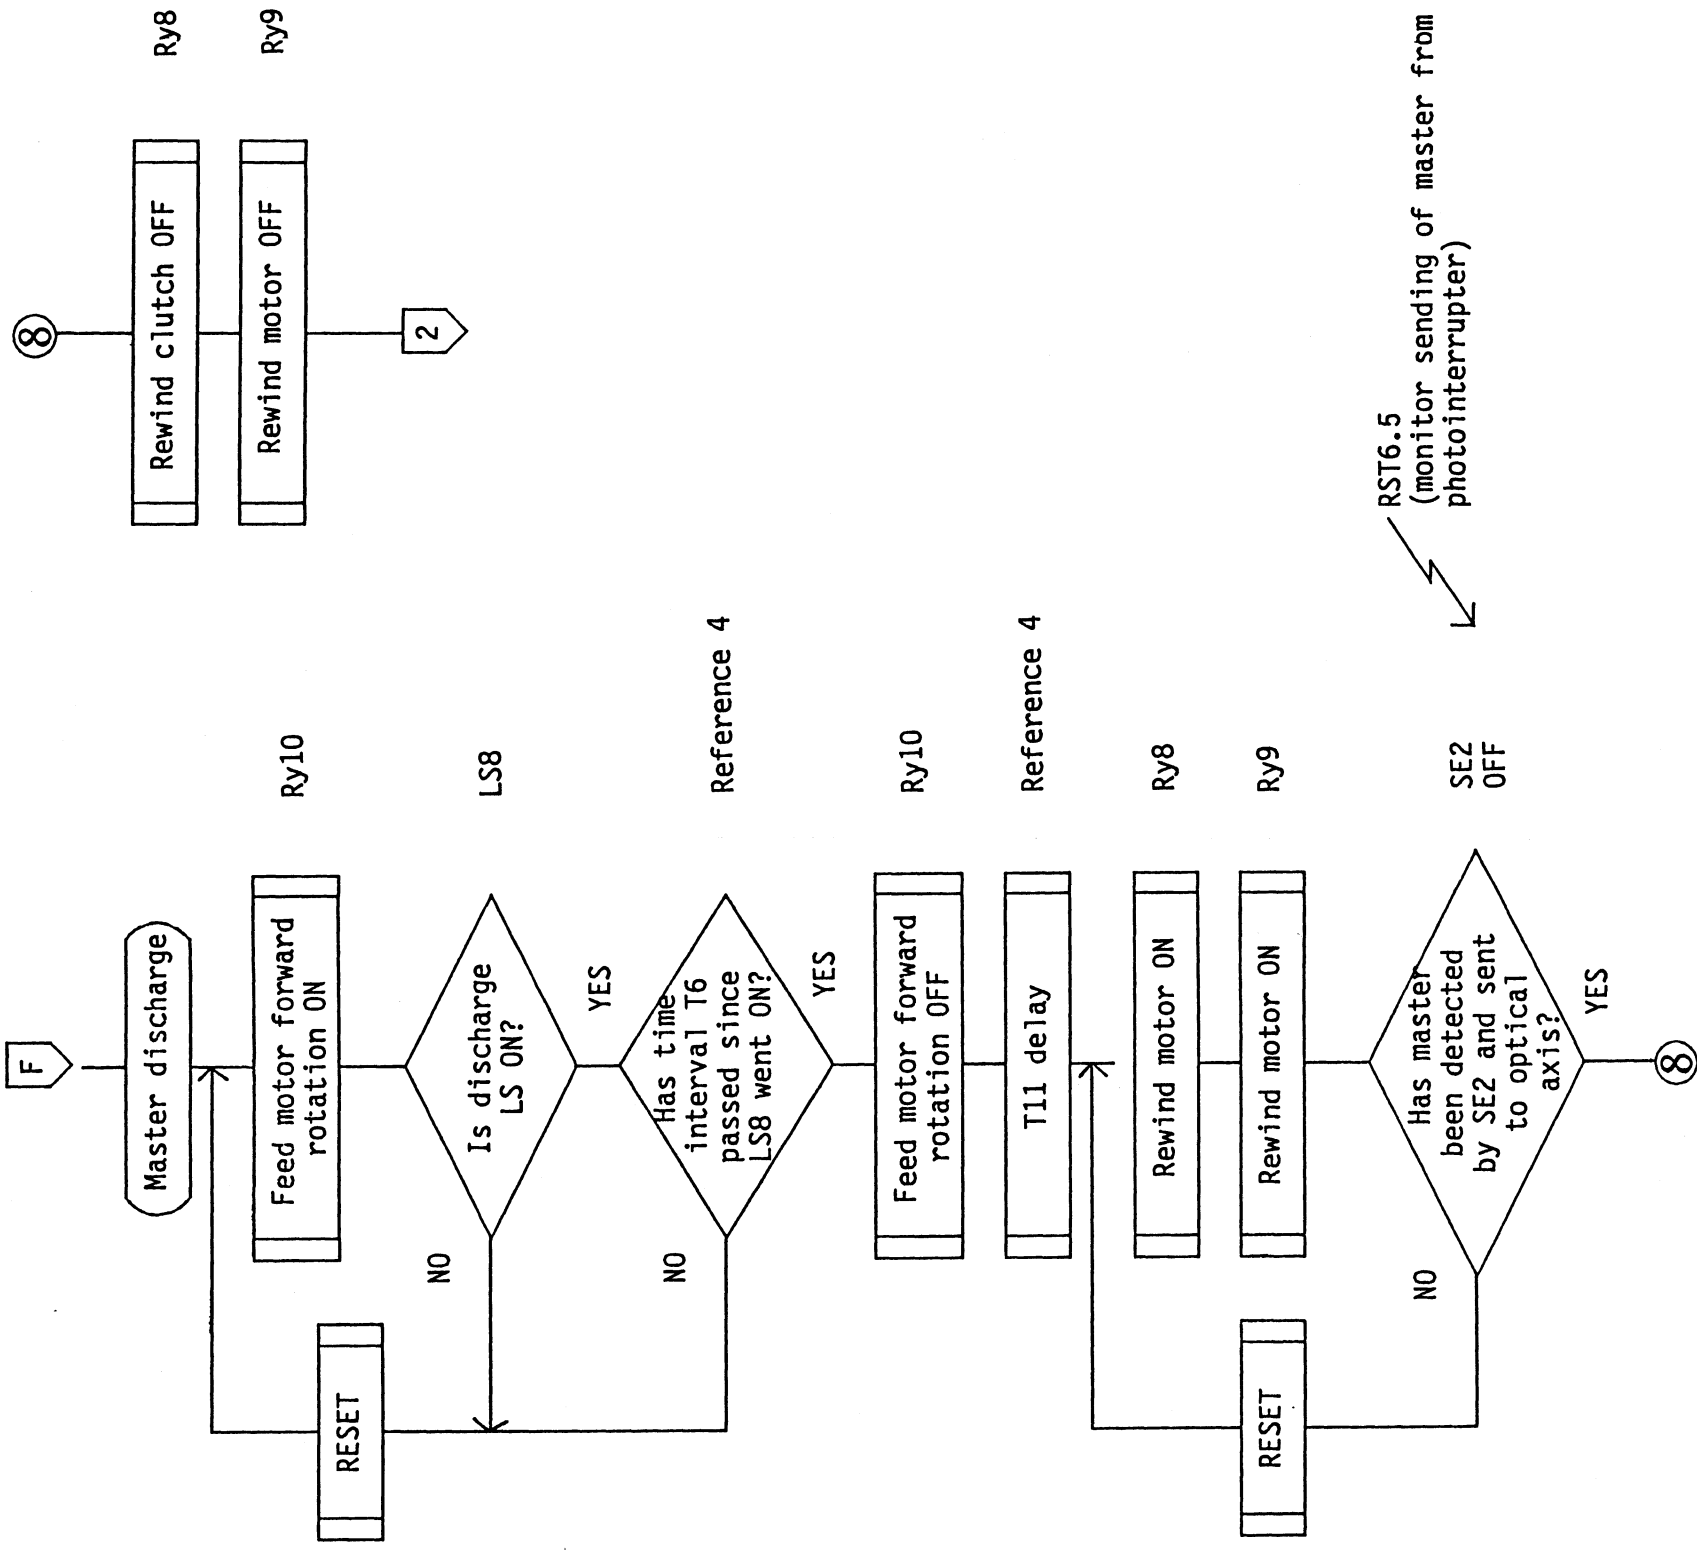 F
Master discharge
Feed motor forward
rotation ON
Ry10
RESET
Is discharge
LS ON?
LS8
NO
YES
Has time
interval T6
passed since
LS8 went ON?
Reference 4
NO
YES
Feed motor forward
rotation OFF
Ry10
T11 delay
Reference 4
Rewind motor ON
Ry8
Rewind motor ON
Ry9
RESET
Has master
been detected
by SE2 and sent
to optical
axis?
SE2
OFF
NO
YES
8
RST6.5
(monitor sending of master from
photointerrupter)
8
Rewind clutch OFF
Ry8
Rewind motor OFF
Ry9
2